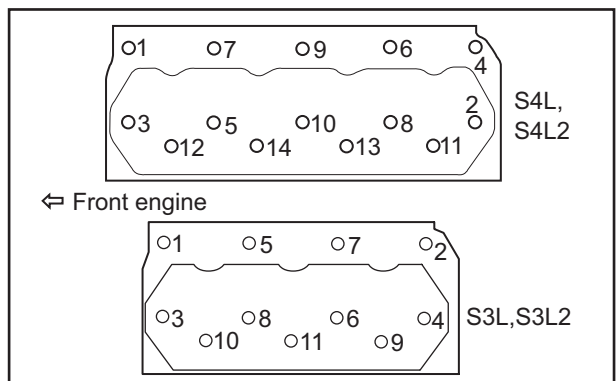 1 7 9 6 4
2 S4L,
3 5 10 8 S4L2
12 14 13 11
⇦ Front engine
1 5 7 2
3 8 6 4 S3L,S3L2
10 11 9